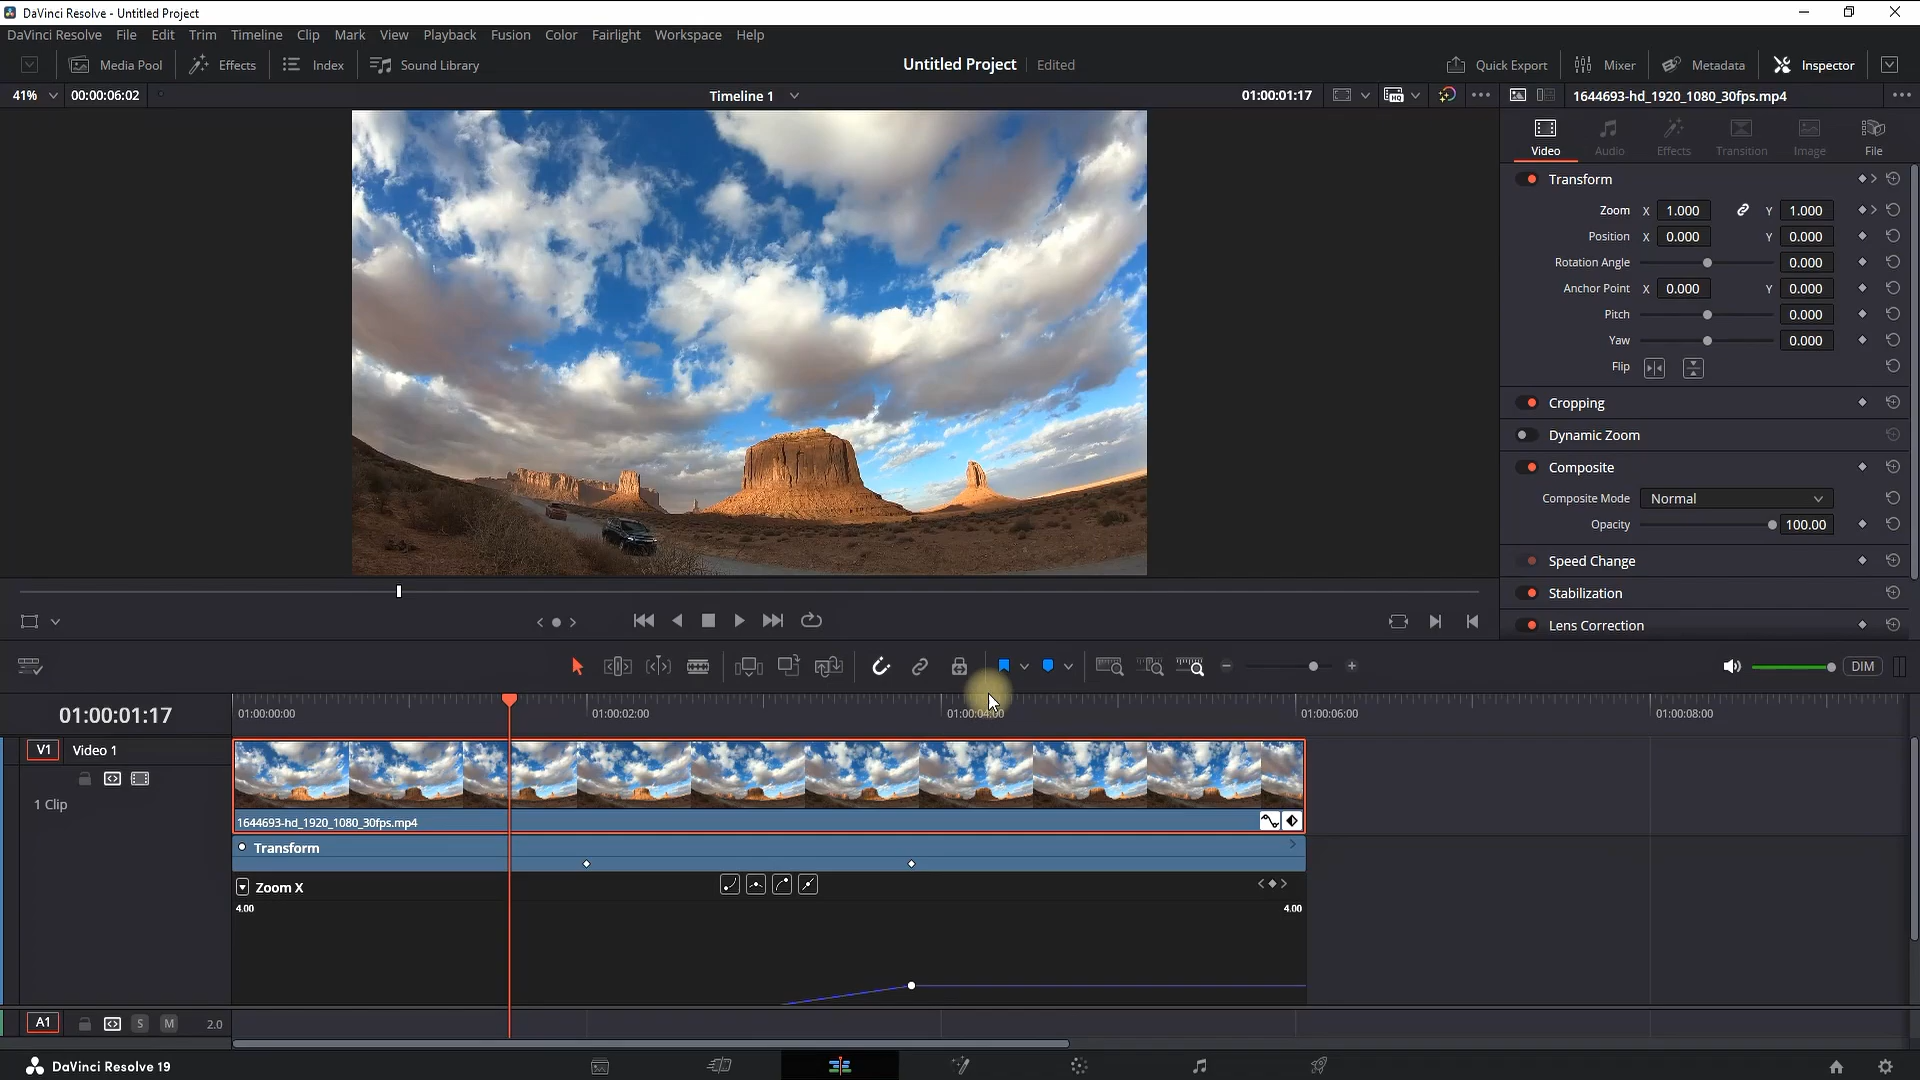 DaVinci Resolve - Untitled Project
DaVinci Resolve File Edit Trim Timeline Clip Mark View Playback Fusion Color Fairlight Workspace Help
Media Pool Effects Index Sound Library Untitled Project Edited Quick Export Mixer Metadata Inspector
41% 00:00:06:02 Timeline 1 01:00:01:17 1644693-hd_1920_1080_30fps.mp4
Video Audio Effects Transition Image File
Transform
Zoom X 1.000 Y 1.000
Position X 0.000 Y 0.000
Rotation Angle 0.000
Anchor Point X 0.000 Y 0.000
Pitch 0.000
Yaw 0.000
Flip
Cropping
Dynamic Zoom
Composite
Composite Mode Normal
Opacity 100.00
Speed Change
Stabilization
Lens Correction
DIM
01:00:01:17 01:00:00:00 01:00:02:00 01:00:04:00 01:00:06:00 01:00:08:00
V1 Video 1
1 Clip
1644693-hd_1920_1080_30fps.mp4
Transform
Zoom X
4.00 4.00
A1 S M 2.0
DaVinci Resolve 19